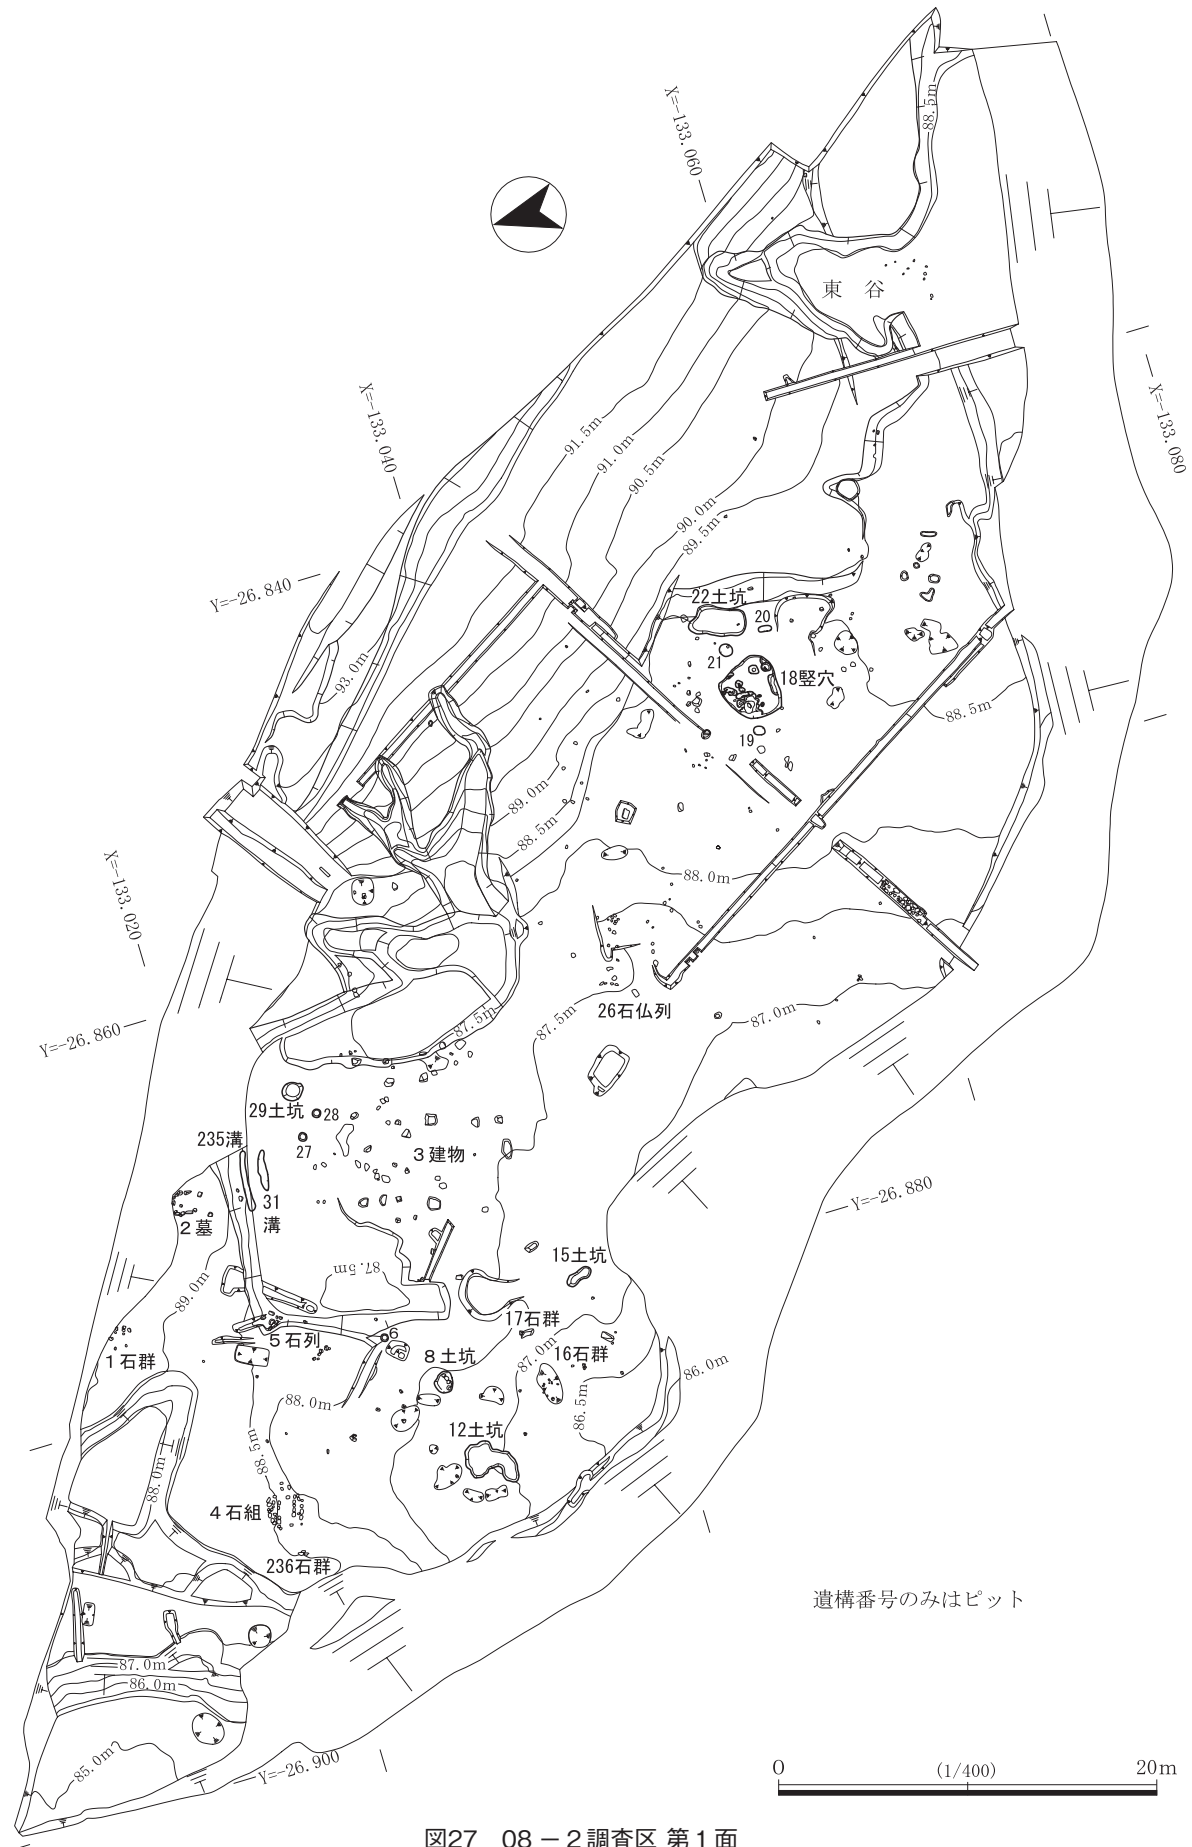 88.5m
X=-133.060
東　谷
X=-133.080
X=-133.040
91.5m
91.0m
90.5m
90.0m
89.5m
Y=-26.840
22土坑
20
93.0m
21
18竪穴
88.5m
19
89.0m
88.5m
88.0m
X=-133.020
26石仏列
87.0m
87.5m
87.5m
Y=-26.860
29土坑
28
235溝
27
3建物
31
溝
2墓
Y=-26.880
15土坑
87.5m
89.0m
17石群
5石列
6
16石群
87.0m
8土坑
1石群
86.0m
88.0m
86.5m
12土坑
88.5m
88.0m
4石組
236石群
遺構番号のみはピット
87.0m
86.0m
85.0m
Y=-26.900
0
(1/400)
20m
図27　08－2調査区 第1面